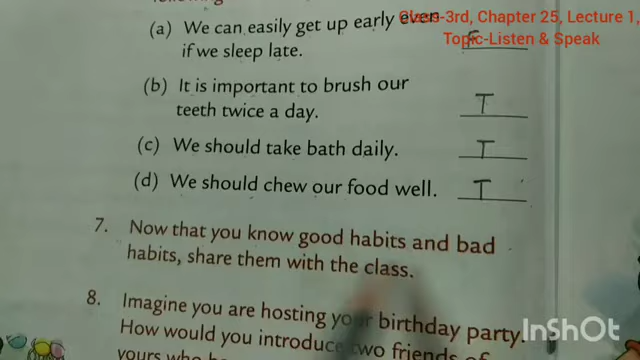 following
(a) We can easily get up early even
if we sleep late. F
(b) It is important to brush our
teeth twice a day. T
(c) We should take bath daily. T
(d) We should chew our food well. T
7. Now that you know good habits and bad
habits, share them with the class.
8. Imagine you are hosting your birthday party.
How would you introduce two friends of
yours who
Class-3rd, Chapter 25, Lecture 1,
Topic-Listen & Speak
InShOt